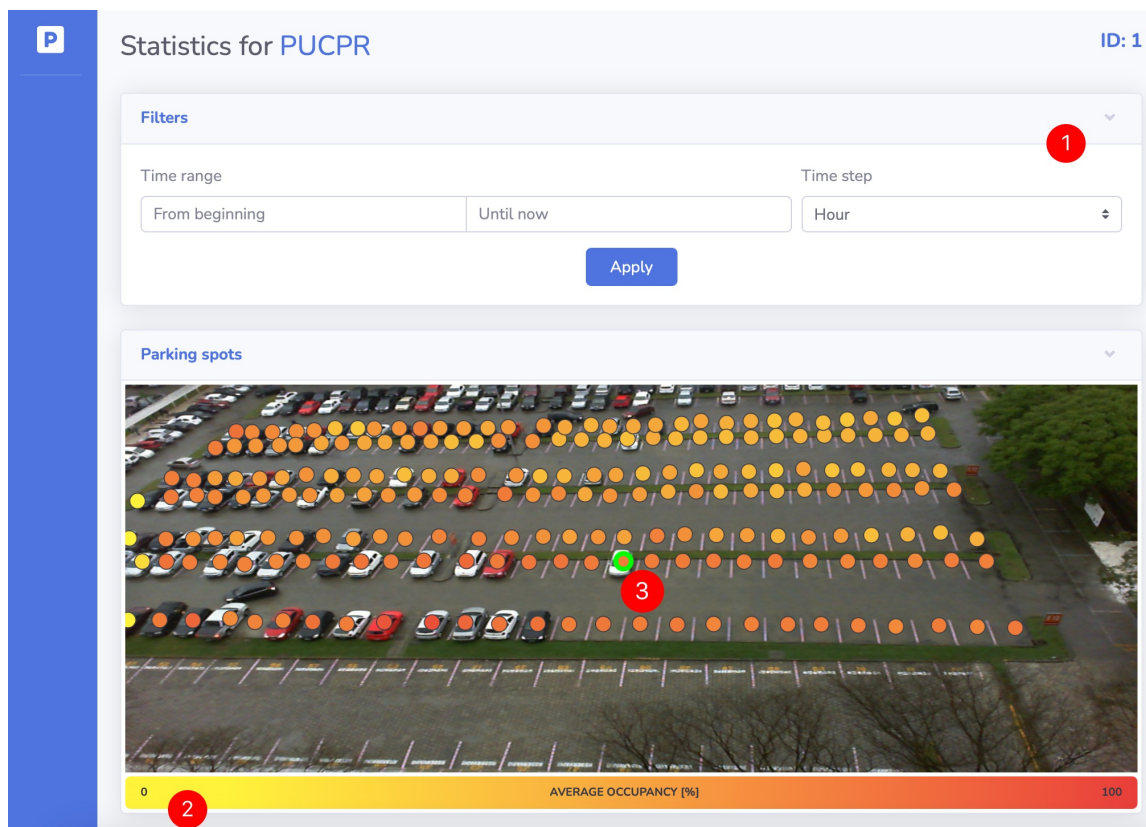 P
Statistics for PUCPR
ID: 1
Filters
1
Time range
Time step
From beginning
Until now
Hour
Apply
Parking spots
3
0
AVERAGE OCCUPANCY [%]
100
2